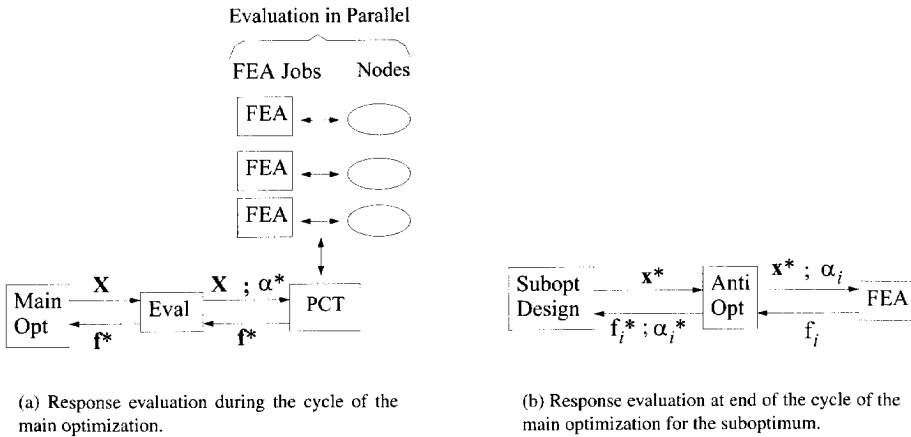 Evaluation in Parallel
FEA Jobs Nodes
FEA
FEA
FEA
Main Opt
X
f*
Eval
X ; α*
f*
PCT
Subopt Design
x*
f_i* ; α_i*
Anti Opt
x* ; α_i
f_i
FEA
(a) Response evaluation during the cycle of the
main optimization.
(b) Response evaluation at end of the cycle of the
main optimization for the suboptimum.